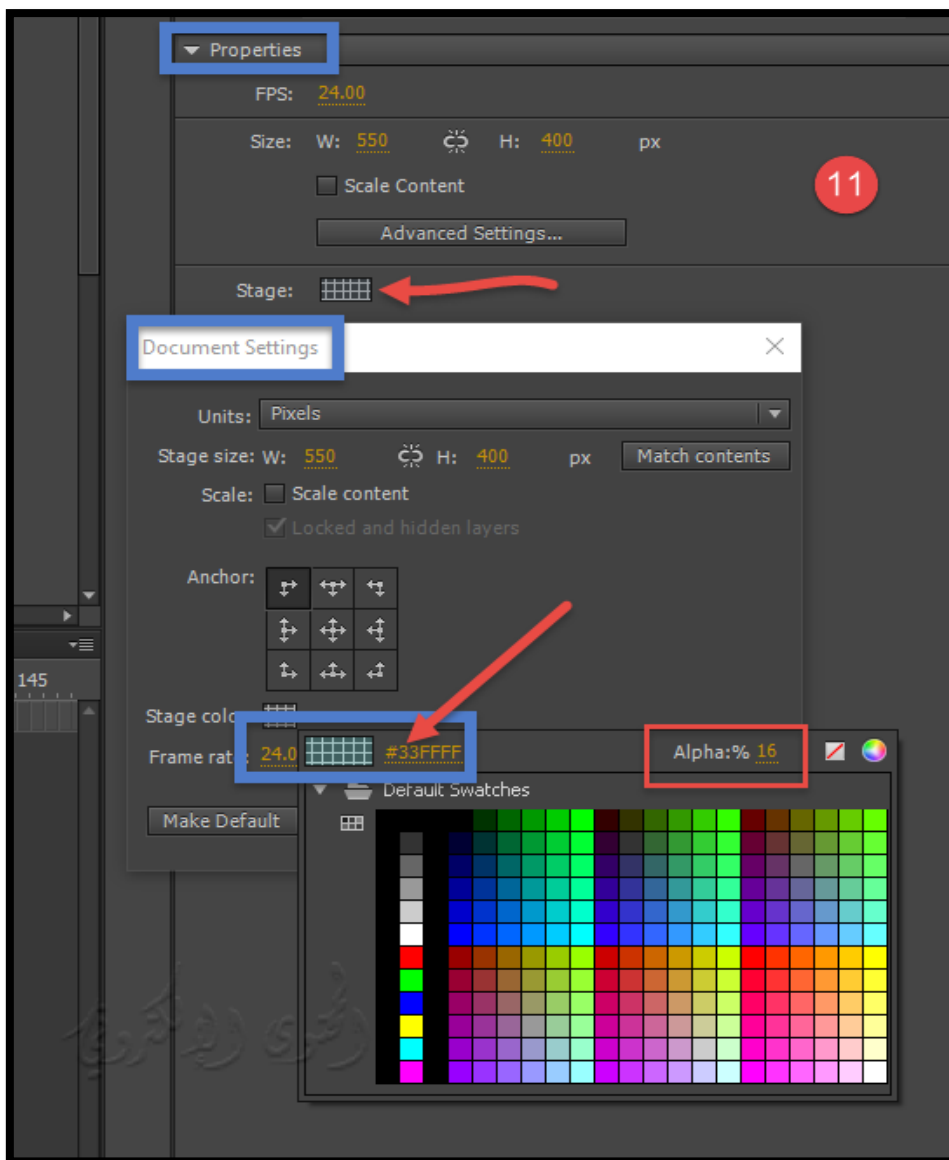 Properties
FPS: 24.00
Size: W: 550 H: 400 px
Scale Content
11
Advanced Settings...
Stage:
Document Settings
Units: Pixels
Stage size: W: 550 H: 400 px Match contents
Scale: Scale content
Locked and hidden layers
Anchor:
145
Stage colo
Frame rat : 24.0 #33FFFF Alpha:% 16
Default Swatches
Make Default